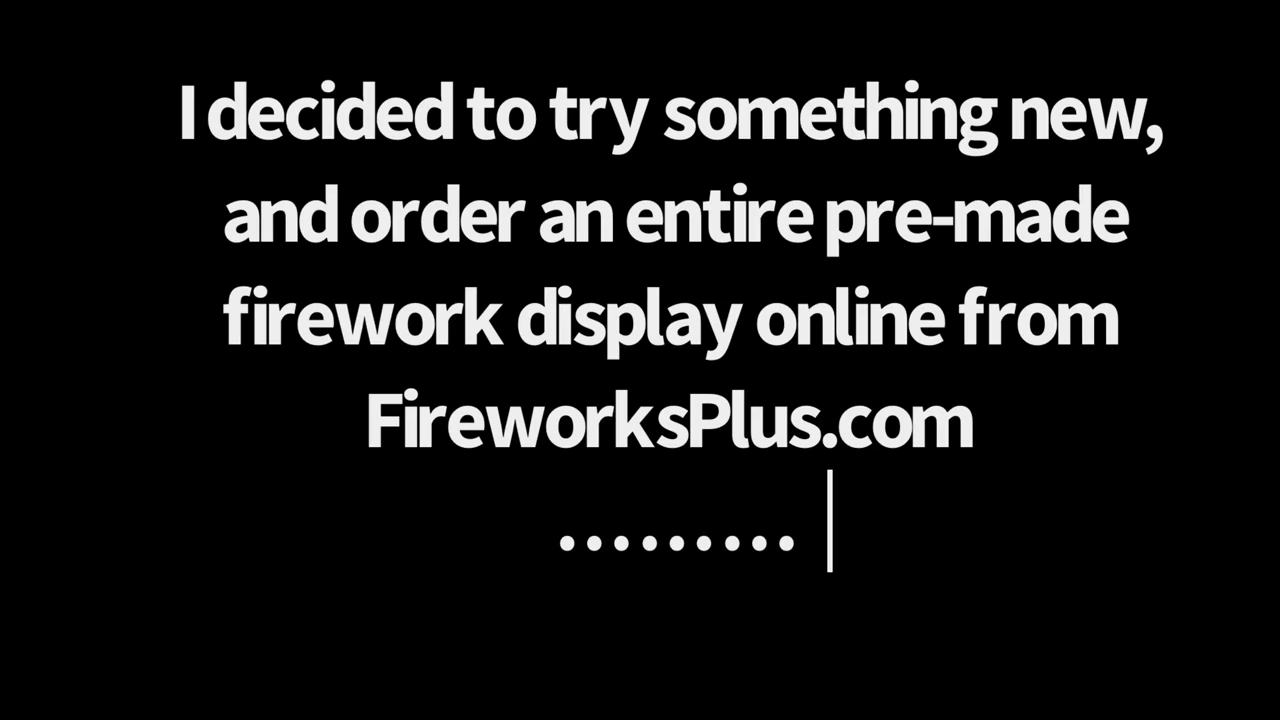 I decided to try something new,
and order an entire pre-made
firework display online from
FireworksPlus.com
.........